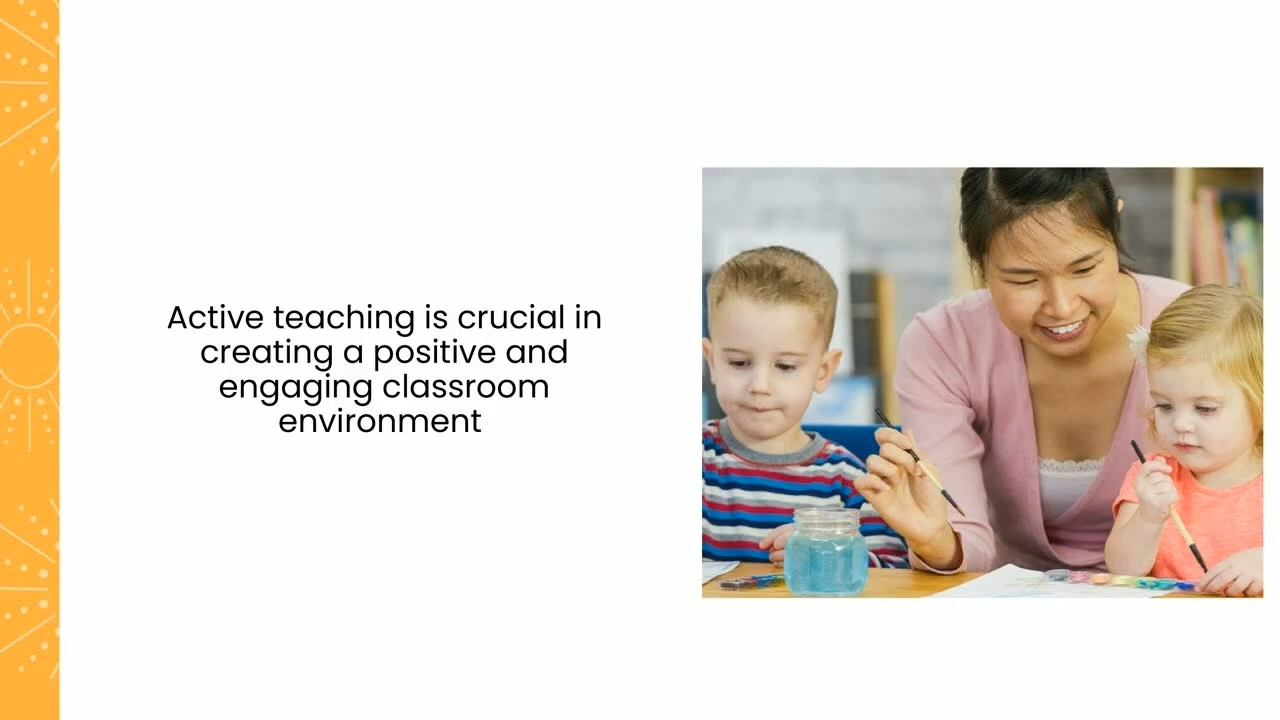 Active teaching is crucial in
creating a positive and
engaging classroom
environment